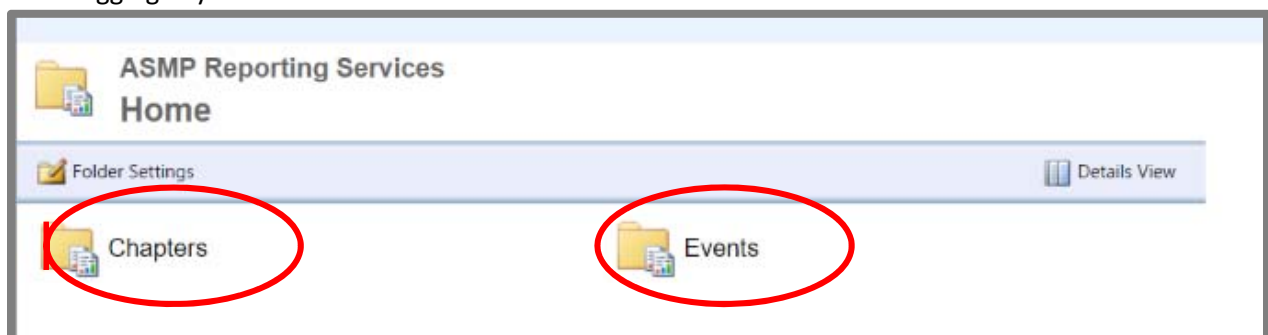 ASMP Reporting Services
Home
Folder Settings
Details View
Chapters
Events